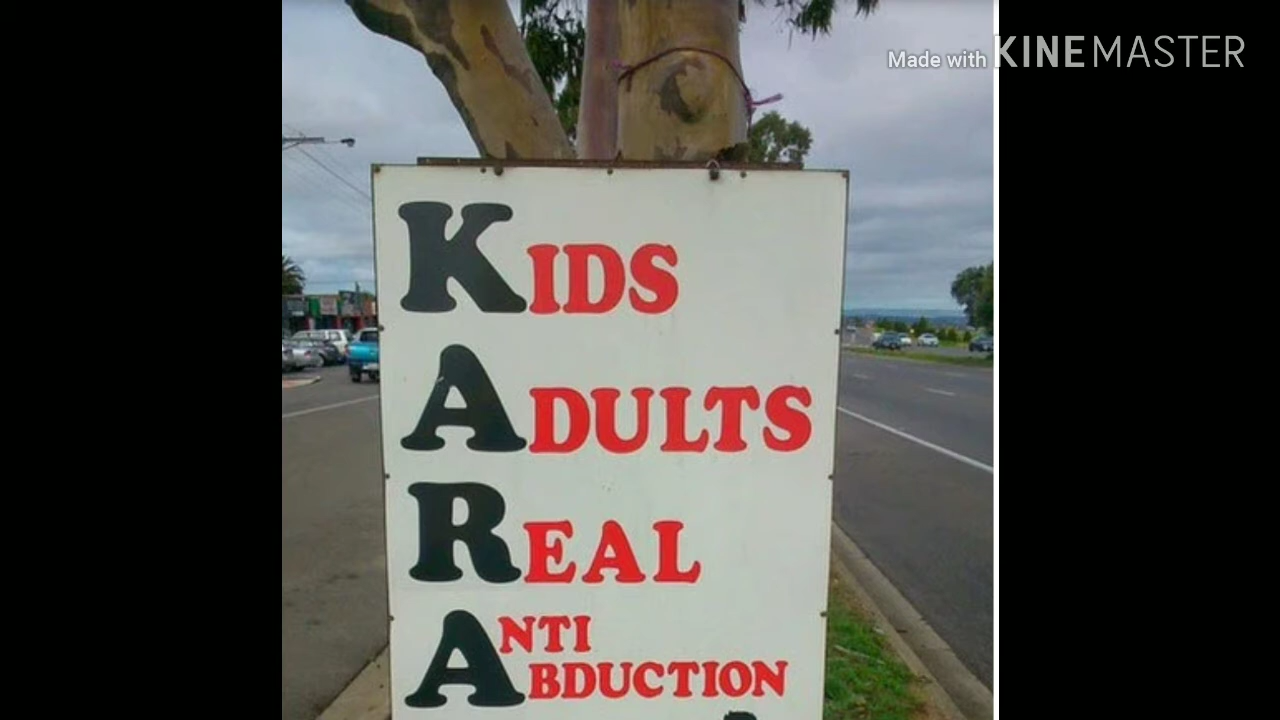 Made with KINEMASTER
KIDS
ADULTS
REAL
ANTI
ABDUCTION